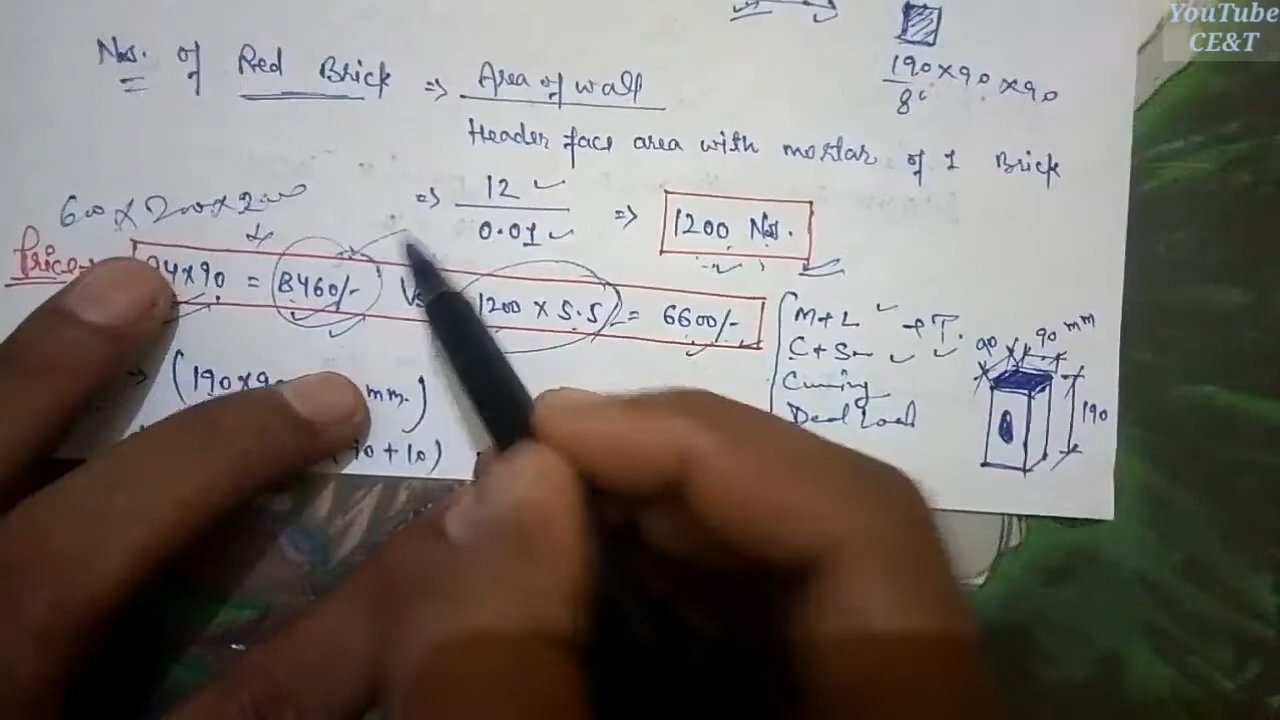 YouTube
CE&T
190×90×90
8
Nos. of Red Brick ⇒ Area of wall
Header face area with mortar of 1 Brick
600×200×200
⇒ 12
0.01
⇒ 1200 Nos.
Price
94×90 = 8460/- Vs 1200 × 5.5 = 6600/-
M+L + T.
C+S
Curing
Dead Load
90
90 mm
190
(190×90 mm.)
10+10)